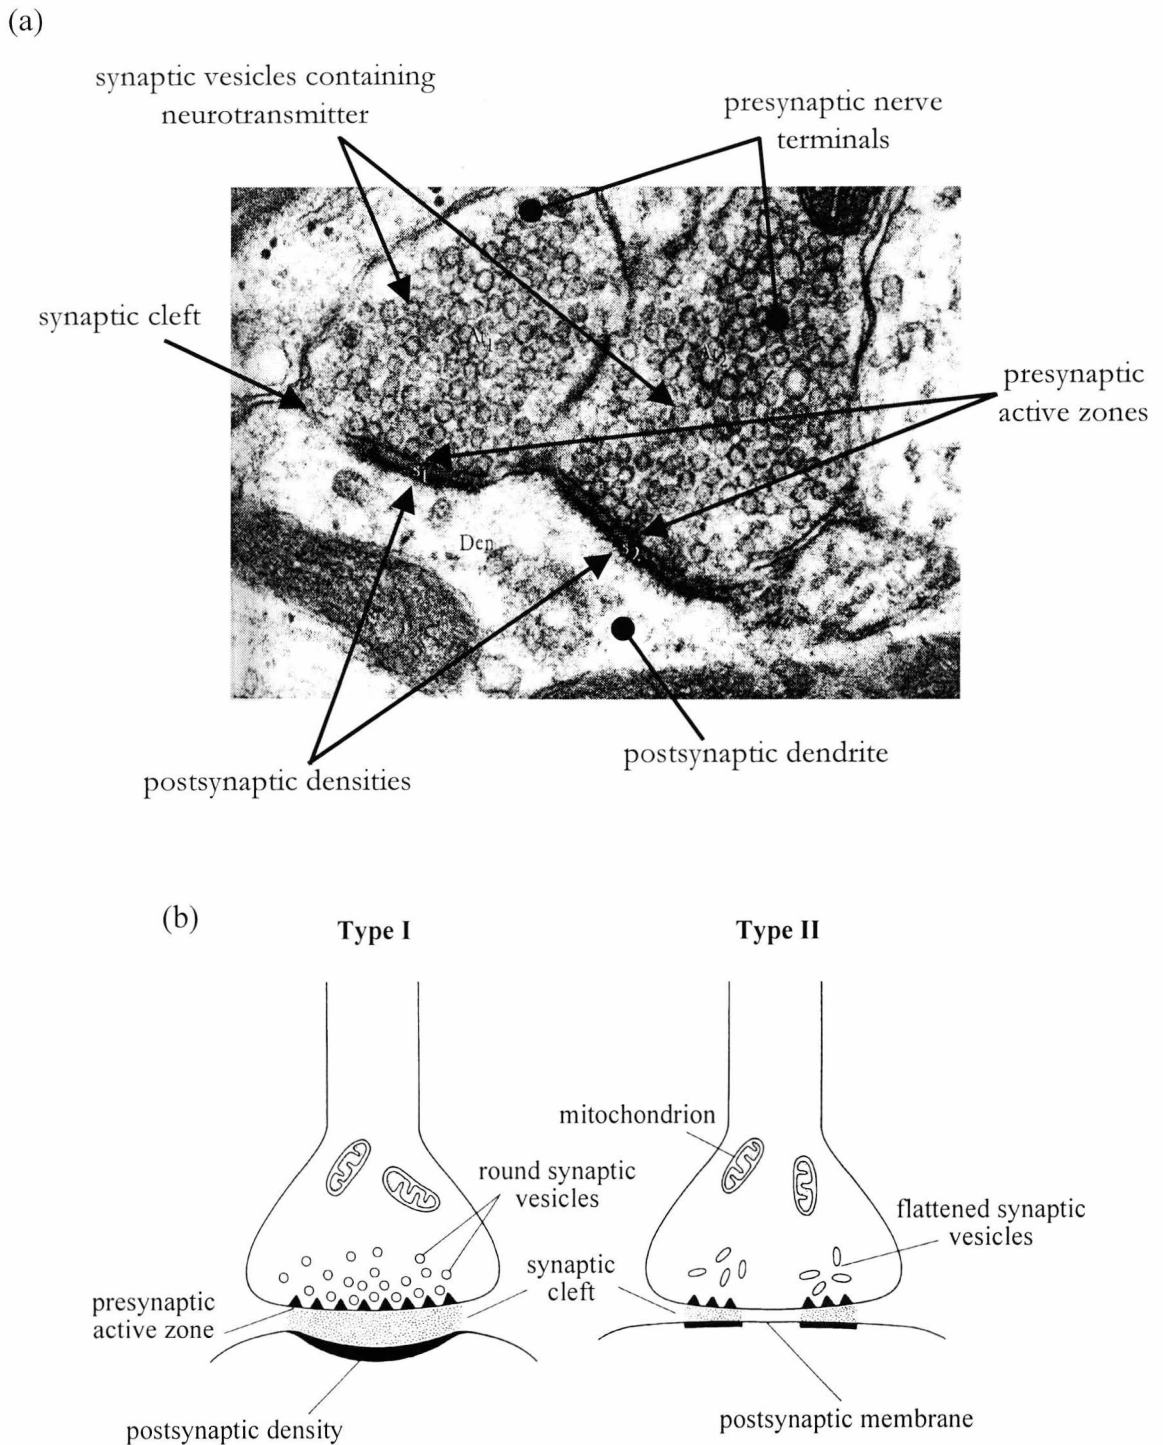 (a)
synaptic vesicles containing
neurotransmitter
presynaptic nerve
terminals
synaptic cleft
presynaptic
active zones
Den
postsynaptic densities
postsynaptic dendrite
(b)
Type I
Type II
mitochondrion
round synaptic
vesicles
flattened synaptic
vesicles
synaptic
cleft
presynaptic
active zone
postsynaptic density
postsynaptic membrane